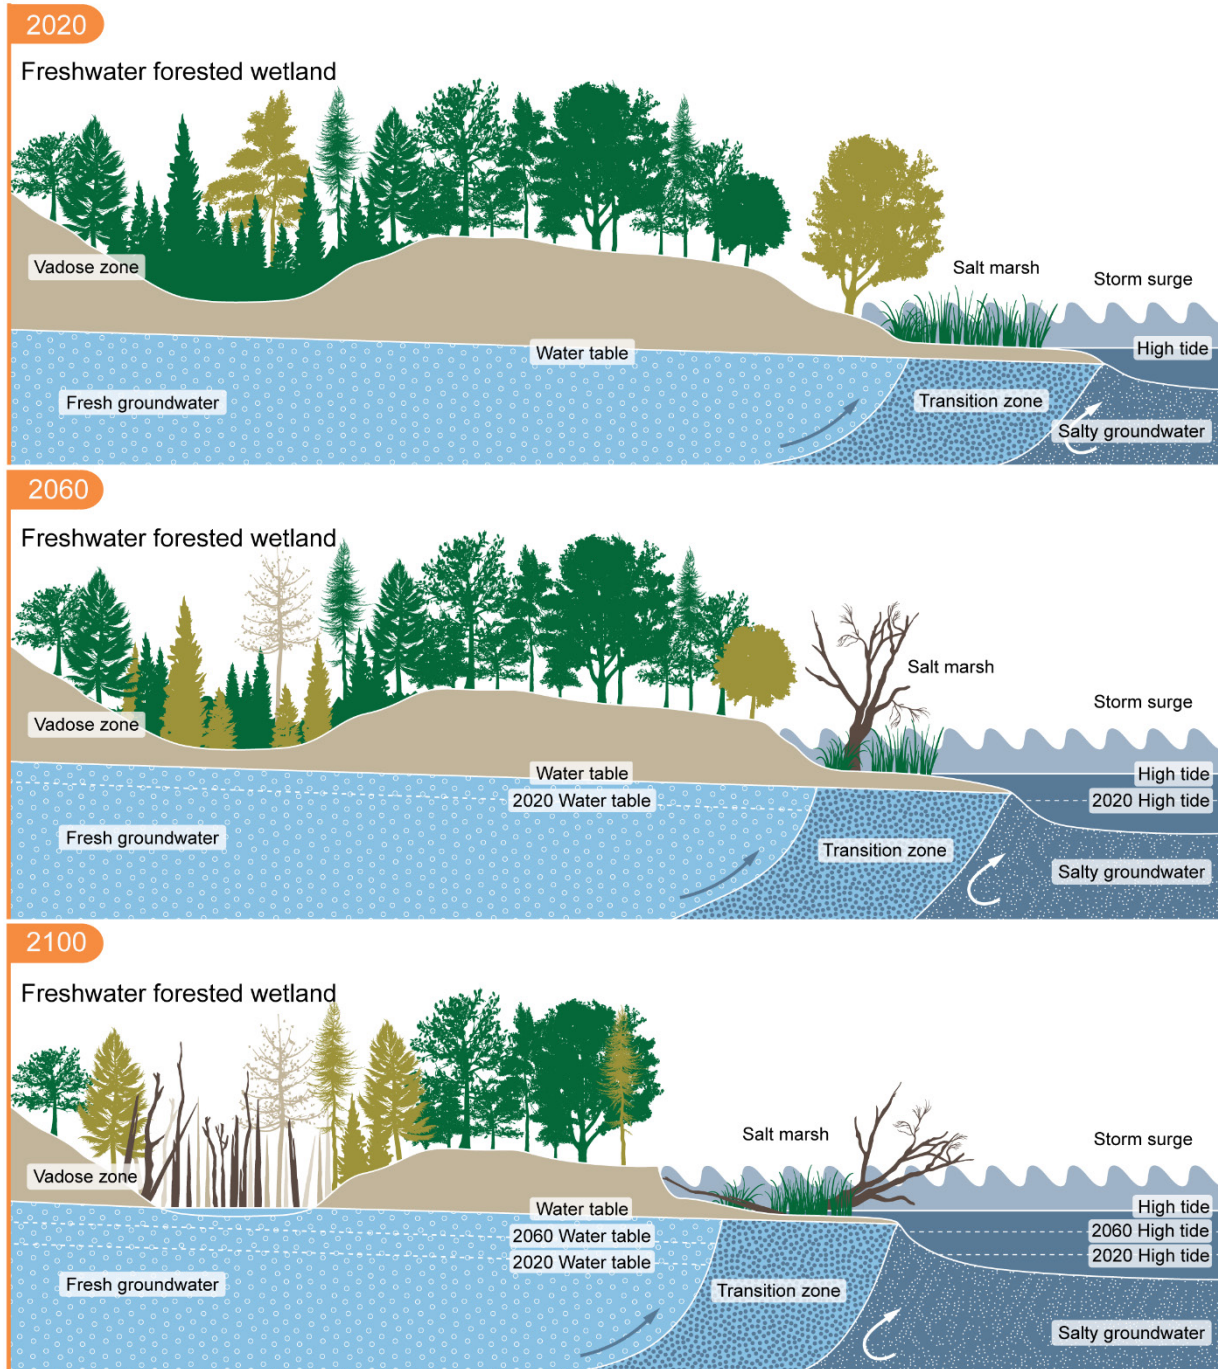 2020
Freshwater forested wetland
Salt marsh
Storm surge
Vadose zone
High tide
Water table
Fresh groundwater
Transition zone
Salty groundwater
2060
Freshwater forested wetland
Salt marsh
Storm surge
Vadose zone
Water table
High tide
2020 Water table
2020 High tide
Fresh groundwater
Transition zone
Salty groundwater
2100
Freshwater forested wetland
Salt marsh
Storm surge
Vadose zone
Water table
High tide
2060 Water table
2060 High tide
2020 Water table
2020 High tide
Fresh groundwater
Transition zone
Salty groundwater